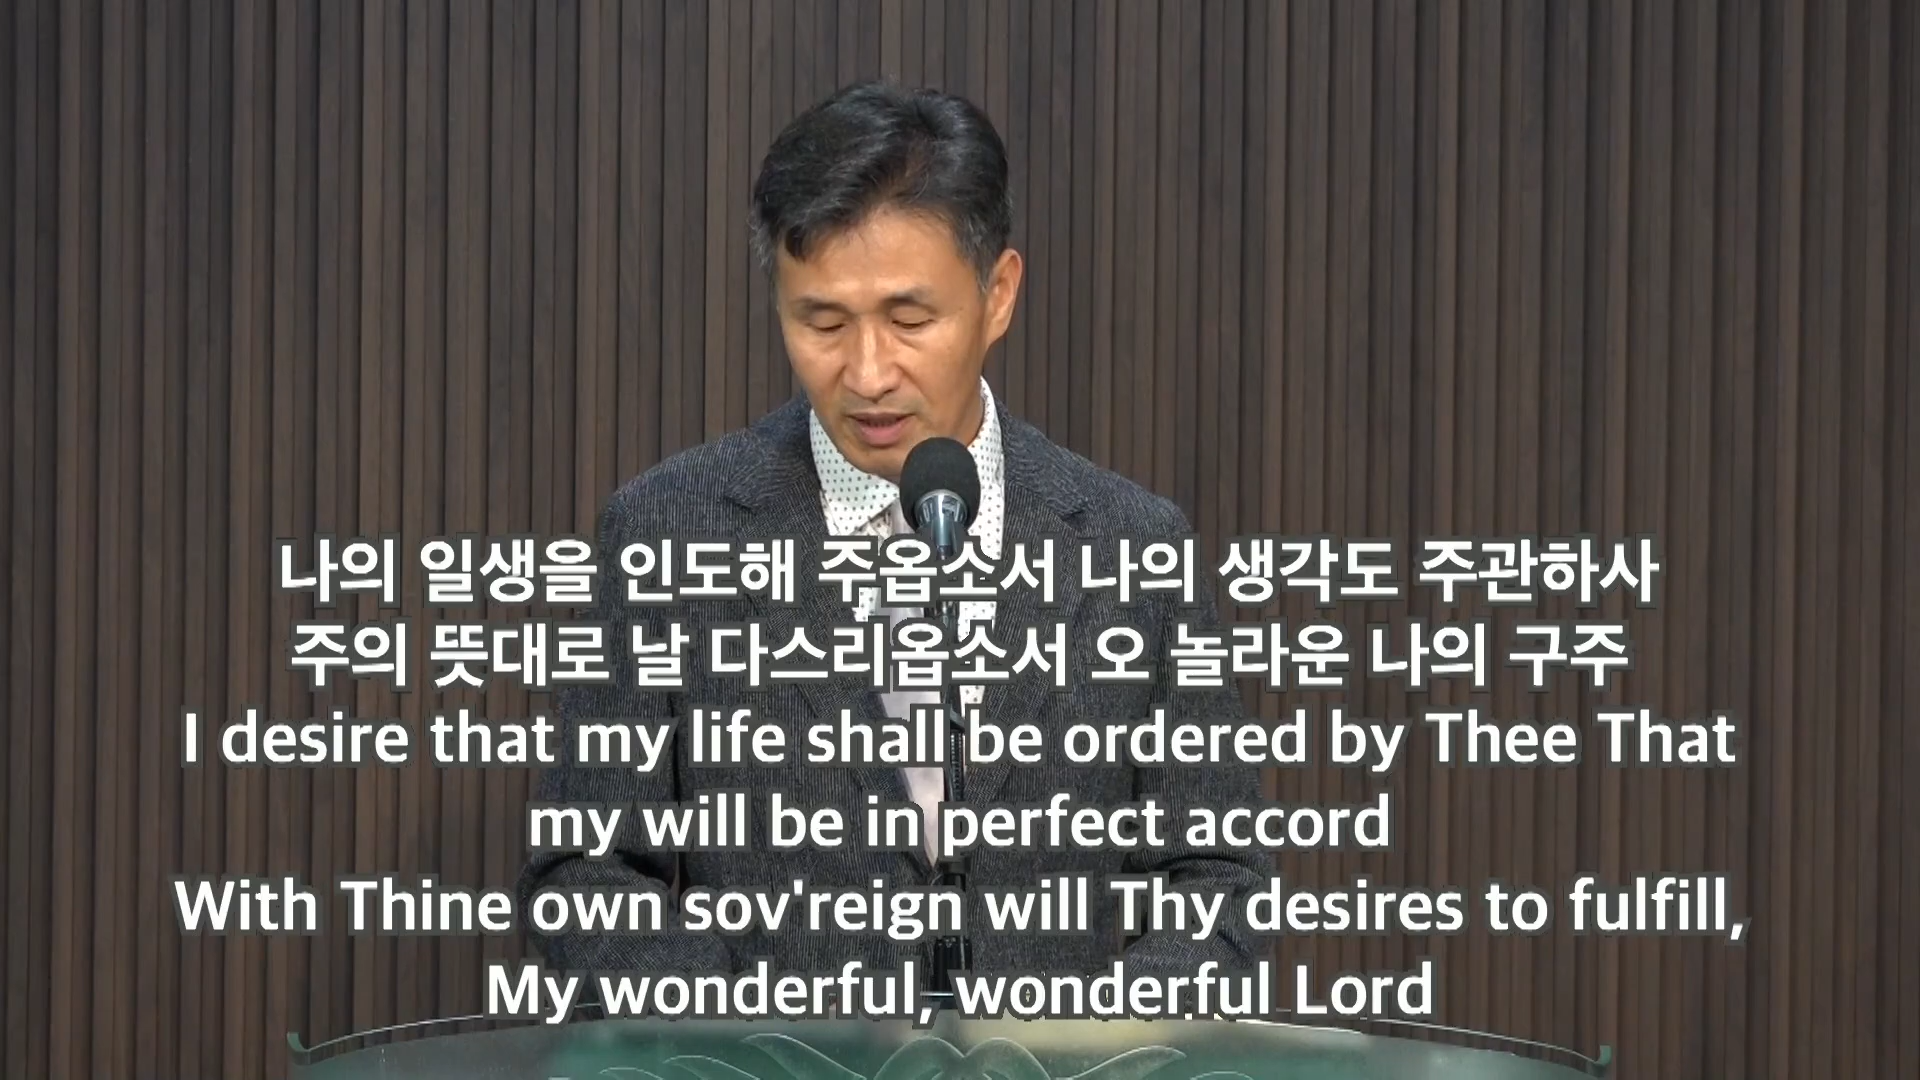 나의 일생을 인도해 주옵소서 나의 생각도 주관하사
주의 뜻대로 날 다스리옵소서 오 놀라운 나의 구주
I desire that my life shall be ordered by Thee That
my will be in perfect accord
With Thine own sov'reign will Thy desires to fulfill,
My wonderful, wonderful Lord